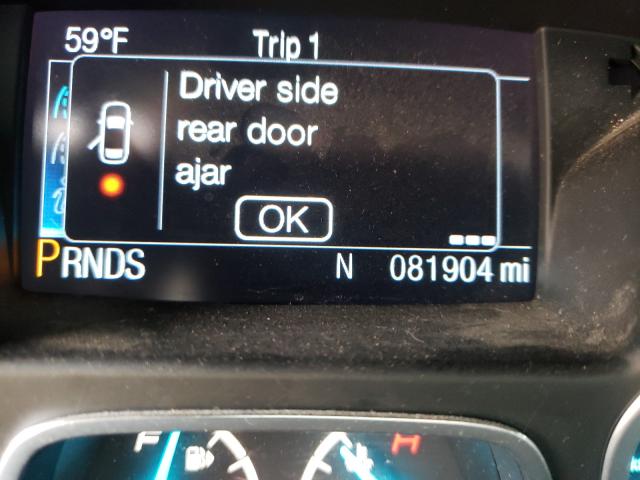 59°F Trip 1
Driver side
rear door
ajar
OK
PRNDS N 081904 mi
F H